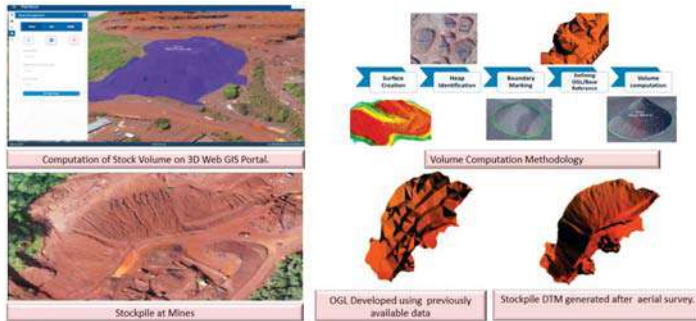 Surface
Creation
Heap
Identification
Boundary
Marking
Defining
OGL/Base
Reference
Volume
computation
Computation of Stock Volume on 3D Web GIS Portal.
Volume Computation Methodology
Stockpile at Mines
OGL Developed using previously
available data
Stockpile DTM generated after aerial survey.